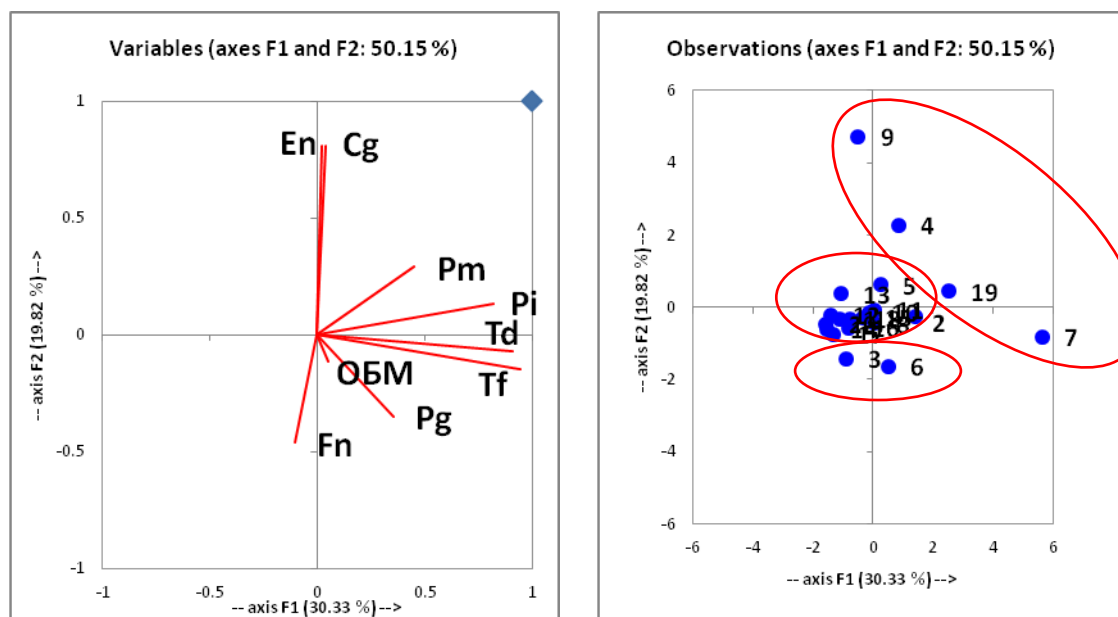 Variables (axes F1 and F2: 50.15 %)
1
En
Cg
0.5
Pm
Pi
0
Td
ОБМ
Tf
Pg
-0.5
Fn
-1
-1
-0.5
0
0.5
1
-- axis F2 (19.82 %) -->
-- axis F1 (30.33 %) -->
Observations (axes F1 and F2: 50.15 %)
6
9
4
4
2
5
19
13
0
2
7
3
6
-2
-4
-6
-6
-4
-2
0
2
4
6
-- axis F2 (19.82 %) -->
-- axis F1 (30.33 %) -->